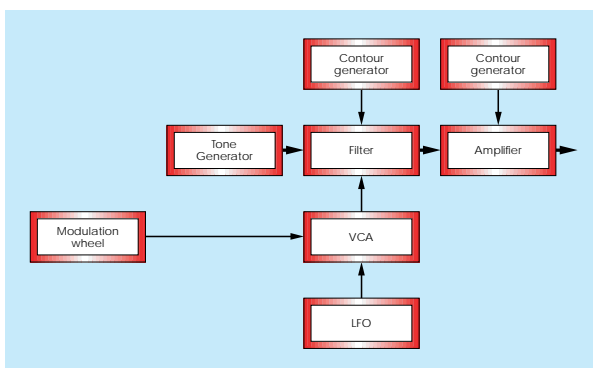 Contour
generator
Contour
generator
Tone
Generator
Filter
Amplifier
Modulation
wheel
VCA
LFO